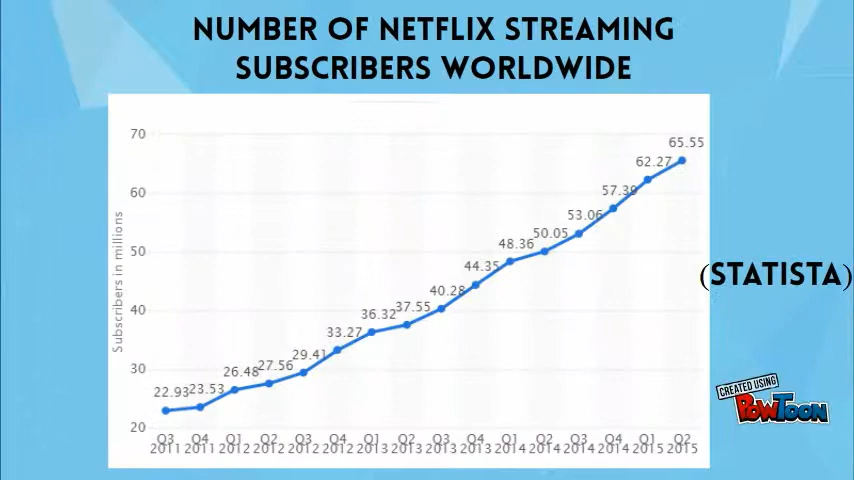 NUMBER OF NETFLIX STREAMING
SUBSCRIBERS WORLDWIDE
70
60
50
40
30
20
Subscribers in millions
22.93
23.53
26.48
27.56
29.41
33.27
36.32
37.55
40.28
44.35
48.36
50.05
53.06
57.39
62.27
65.55
Q3 2011
Q4 2011
Q1 2012
Q2 2012
Q3 2012
Q4 2012
Q1 2013
Q2 2013
Q3 2013
Q4 2013
Q1 2014
Q2 2014
Q3 2014
Q4 2014
Q1 2015
Q2 2015
(STATISTA)
CREATED USING
POWTOON